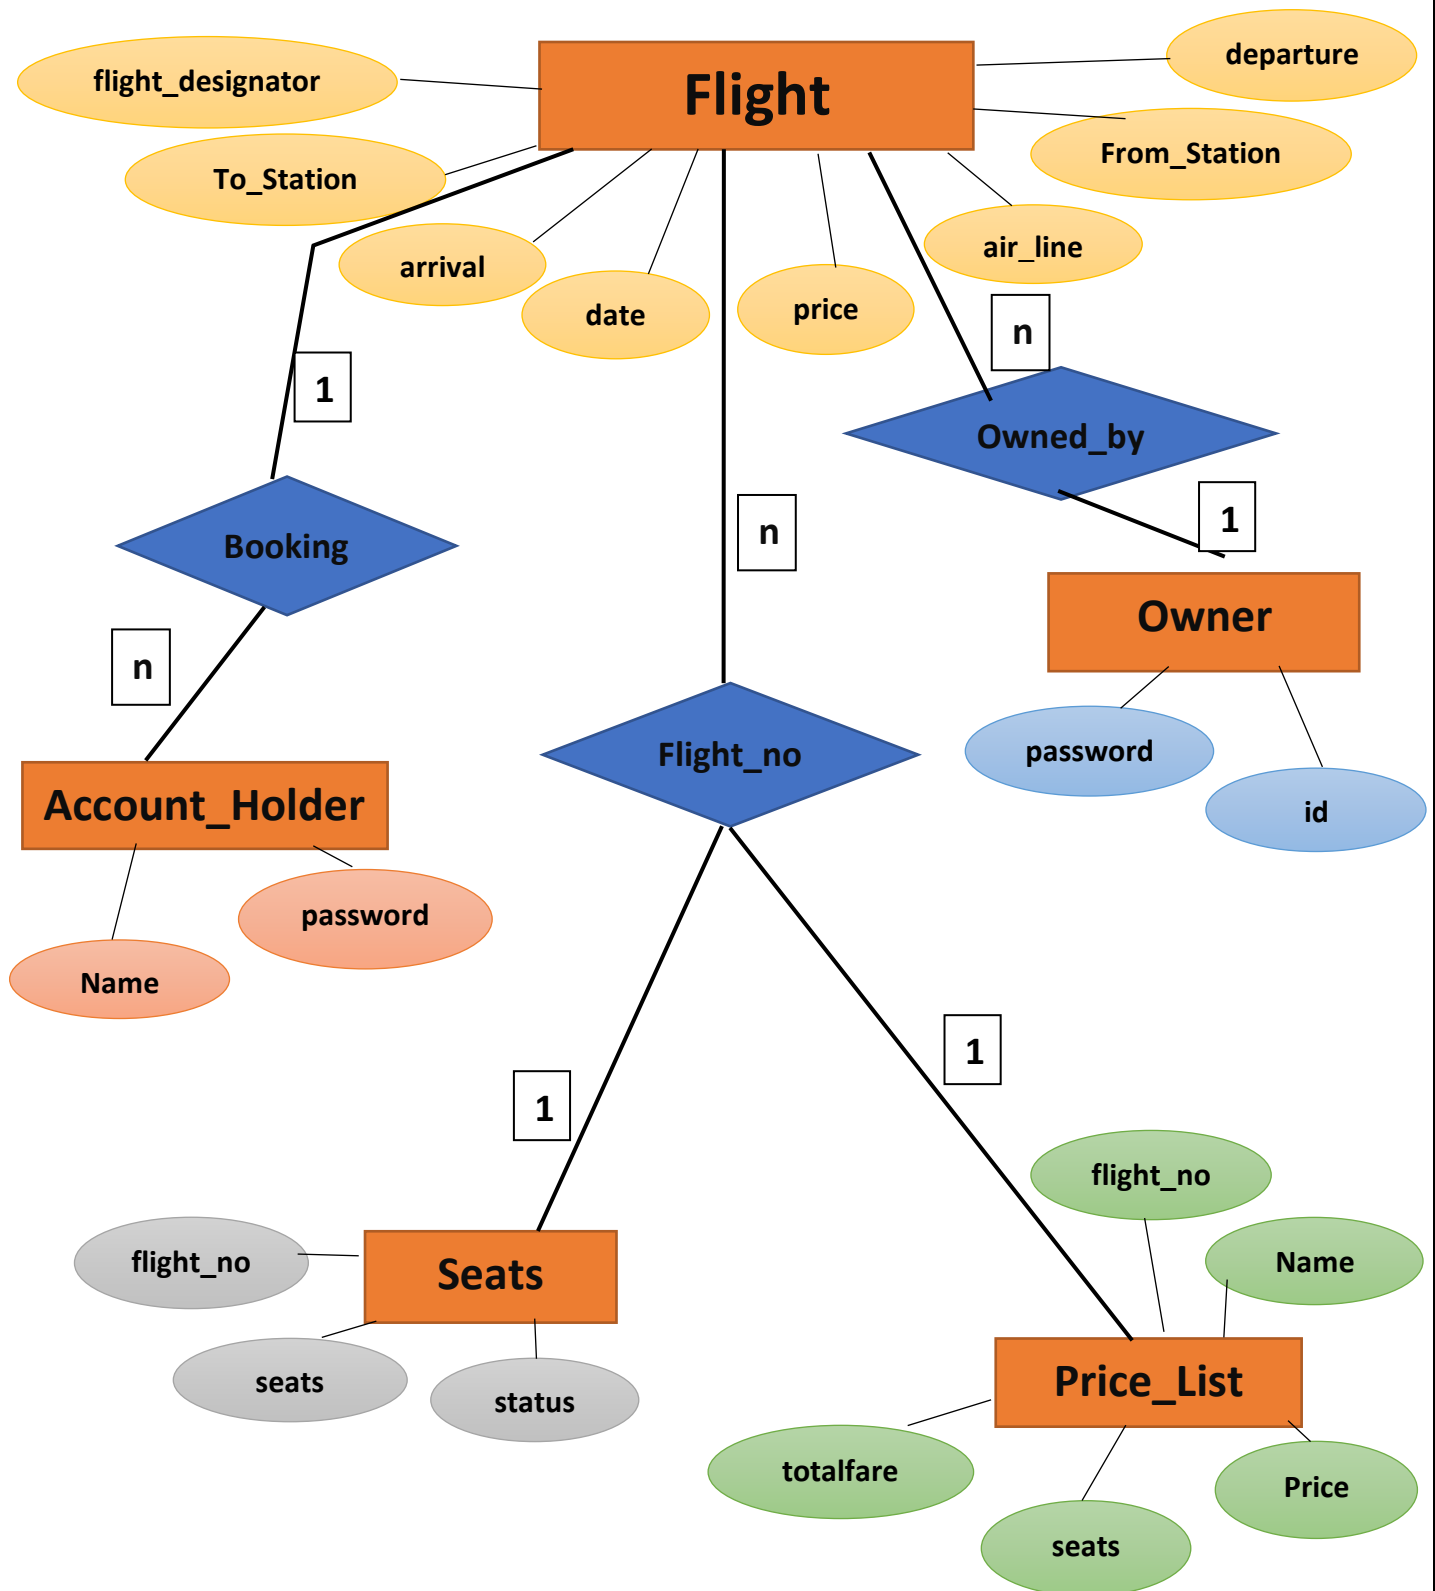 Flight
flight_designator
departure
To_Station
From_Station
arrival
air_line
date
price
n
1
Owned_by
Booking
n
1
Owner
n
Flight_no
password
id
Account_Holder
password
Name
1
1
flight_no
flight_no
Name
Seats
seats
status
Price_List
totalfare
Price
seats